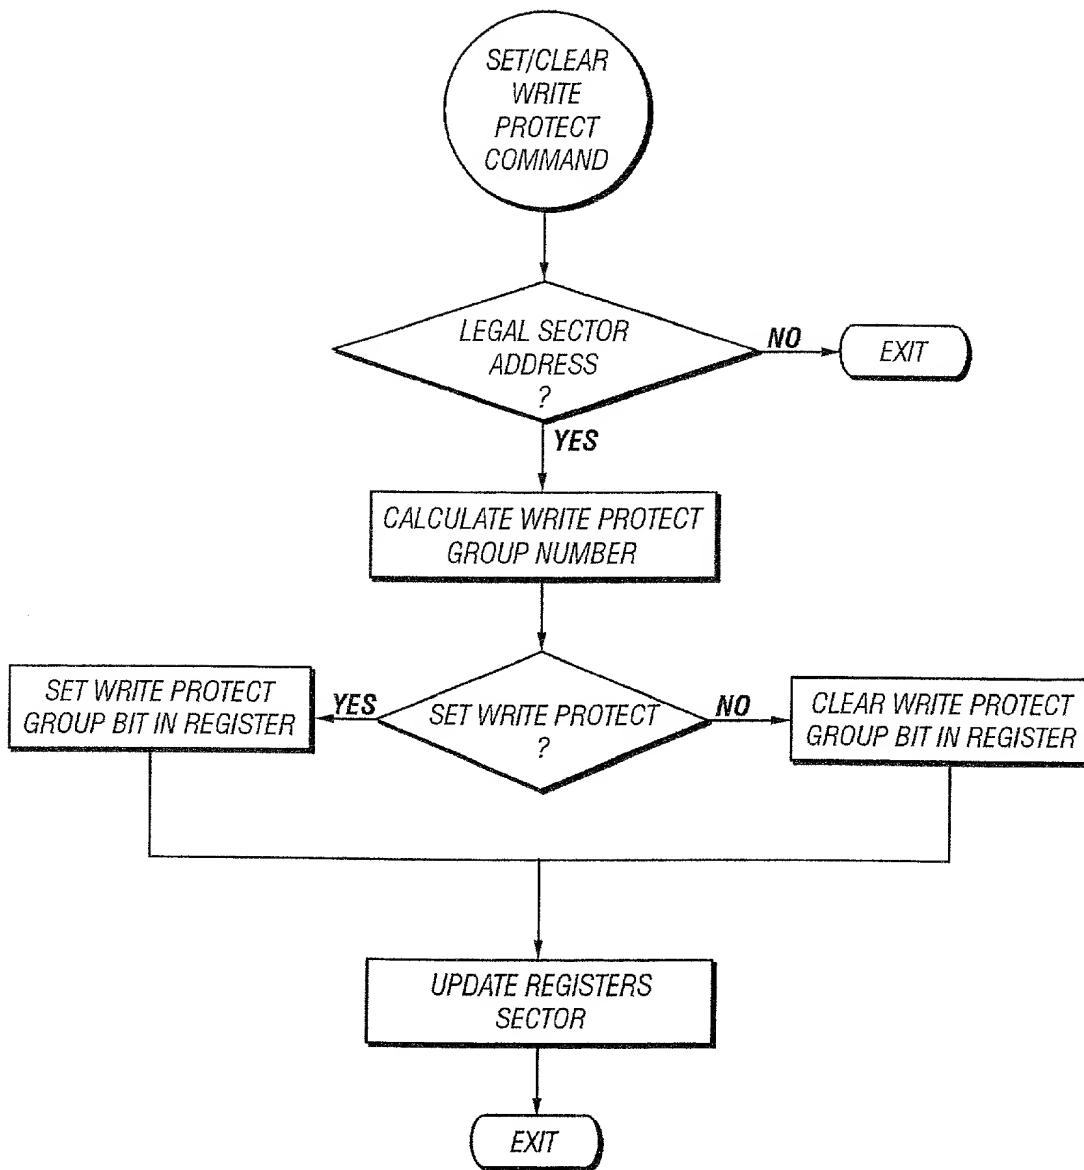 SET/CLEAR
WRITE
PROTECT
COMMAND
LEGAL SECTOR
ADDRESS
?
NO
EXIT
YES
CALCULATE WRITE PROTECT
GROUP NUMBER
SET WRITE PROTECT
GROUP BIT IN REGISTER
YES
SET WRITE PROTECT
?
NO
CLEAR WRITE PROTECT
GROUP BIT IN REGISTER
UPDATE REGISTERS
SECTOR
EXIT